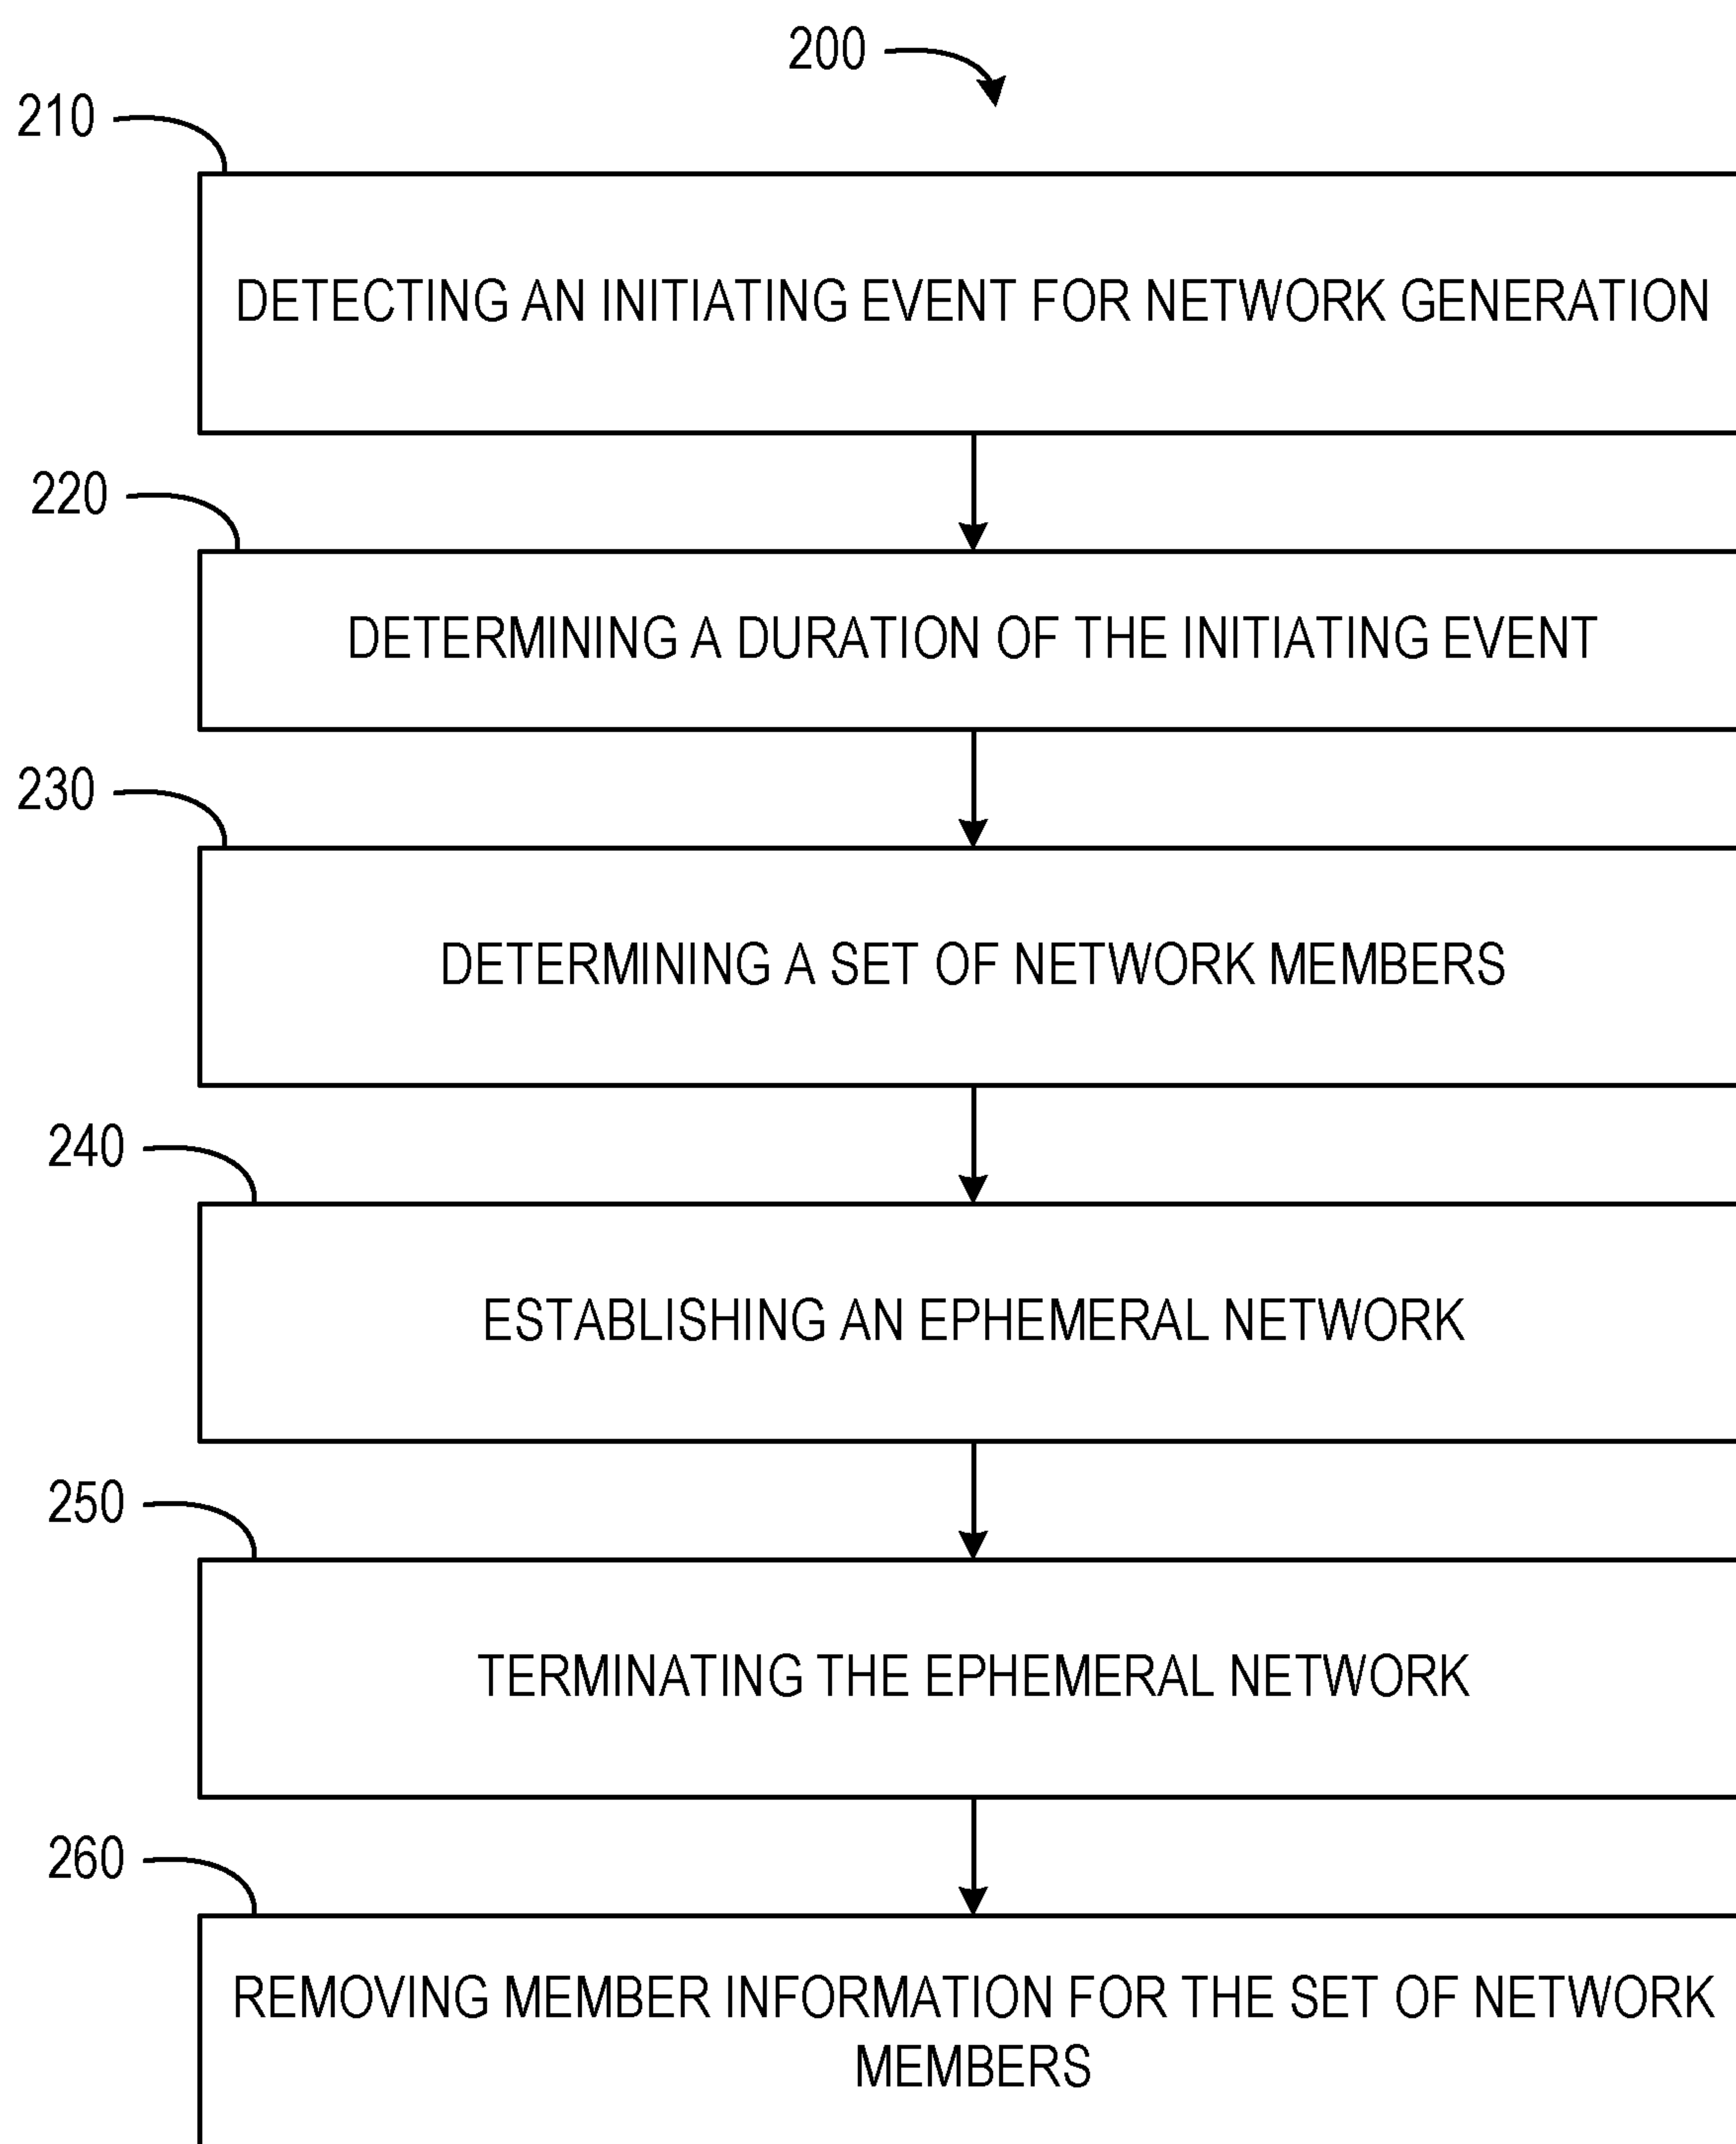 200
210
DETECTING AN INITIATING EVENT FOR NETWORK GENERATION
220
DETERMINING A DURATION OF THE INITIATING EVENT
230
DETERMINING A SET OF NETWORK MEMBERS
240
ESTABLISHING AN EPHEMERAL NETWORK
250
TERMINATING THE EPHEMERAL NETWORK
260
REMOVING MEMBER INFORMATION FOR THE SET OF NETWORK
MEMBERS